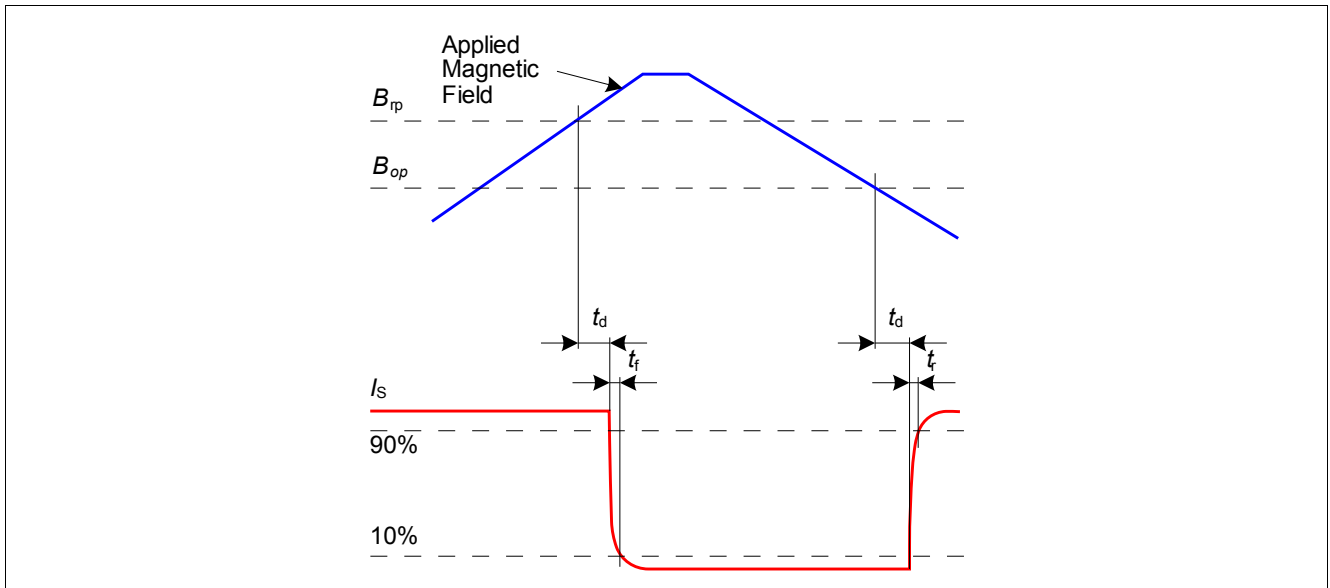 Applied
Magnetic
Field
Brp
Bop
td
td
tf
tr
IS
90%
10%